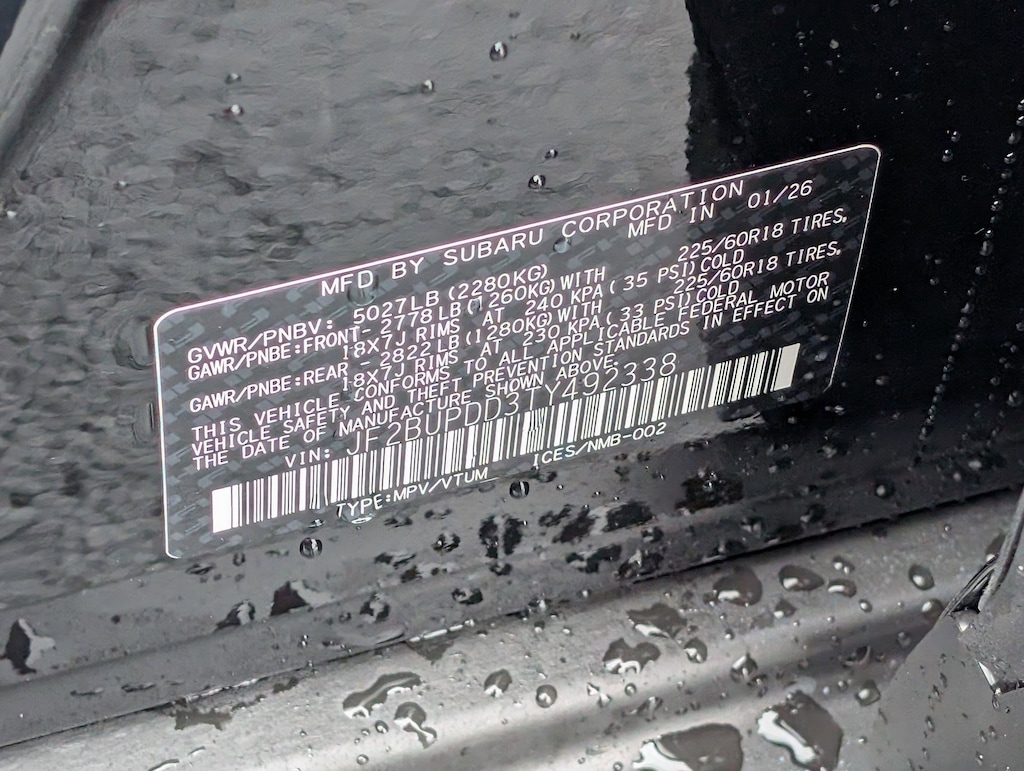 MFD BY SUBARU CORPORATION
MFD IN 01/26
GVWR/PNBV: 5027LB(2280KG)
GAWR/PNBE:FRONT-2778LB(1260KG)WITH 225/60R18 TIRES.
18X7J RIMS AT 240 KPA(35 PSI)COLD
GAWR/PNBE:REAR 2822LB(1280KG)WITH 225/60R18 TIRES.
18X7J RIMS AT 230 KPA(33 PSI)COLD
THIS VEHICLE CONFORMS TO ALL APPLICABLE FEDERAL MOTOR
VEHICLE SAFETY AND THEFT PREVENTION STANDARDS IN EFFECT ON
THE DATE OF MANUFACTURE SHOWN ABOVE.
VIN: JF2BUPDD3TY492338
TYPE:MPV/VTUM ICES/NMB-002